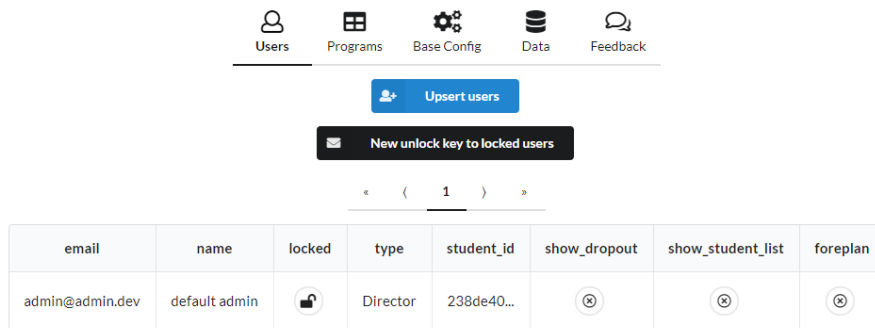 Users Programs Base Config Data Feedback
Upsert users
New unlock key to locked users
« ⟨ 1 ⟩ »
email name locked type student_id show_dropout show_student_list foreplan
admin@admin.dev default admin Director 238de40...